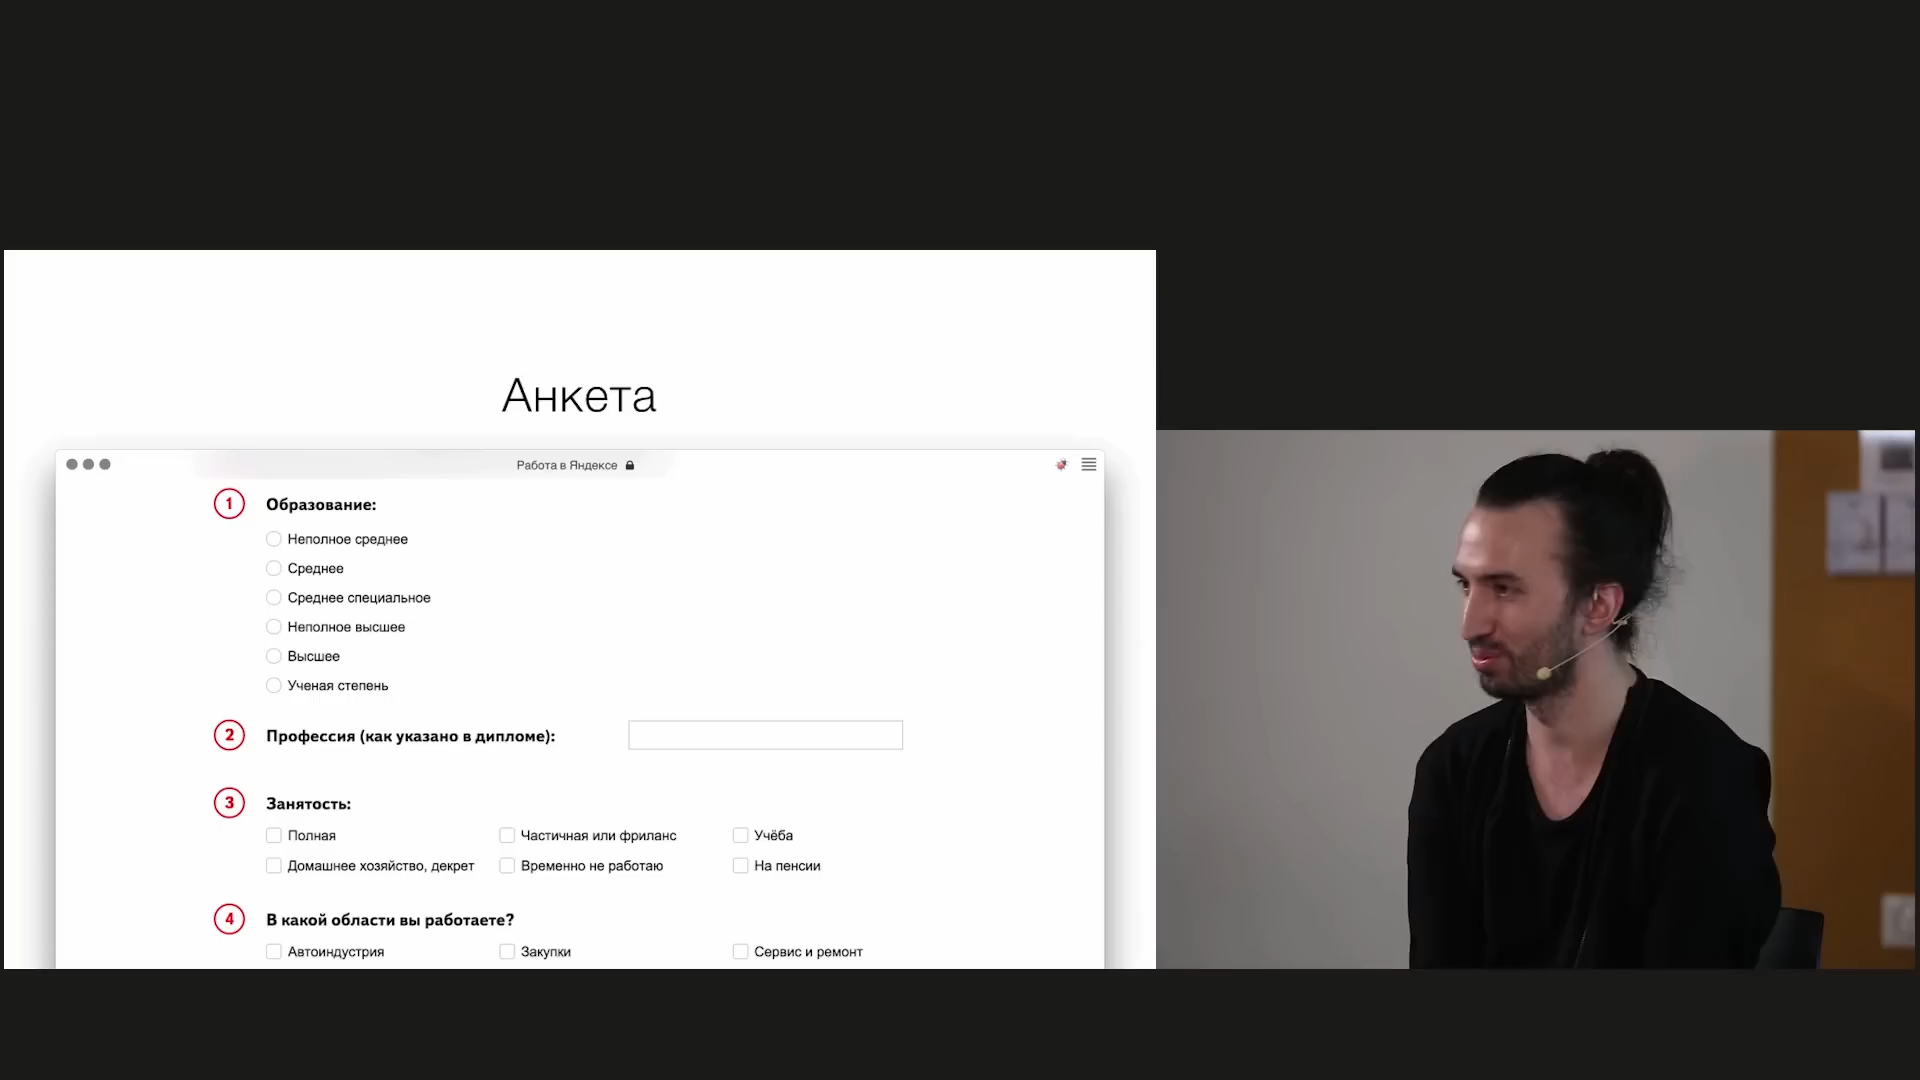 Анкета
Работа в Яндексе
1 Образование:
Неполное среднее
Среднее
Среднее специальное
Неполное высшее
Высшее
Ученая степень
2 Профессия (как указано в дипломе):
3 Занятость:
Полная Частичная или фриланс Учёба
Домашнее хозяйство, декрет Временно не работаю На пенсии
4 В какой области вы работаете?
Автоиндустрия Закупки Сервис и ремонт